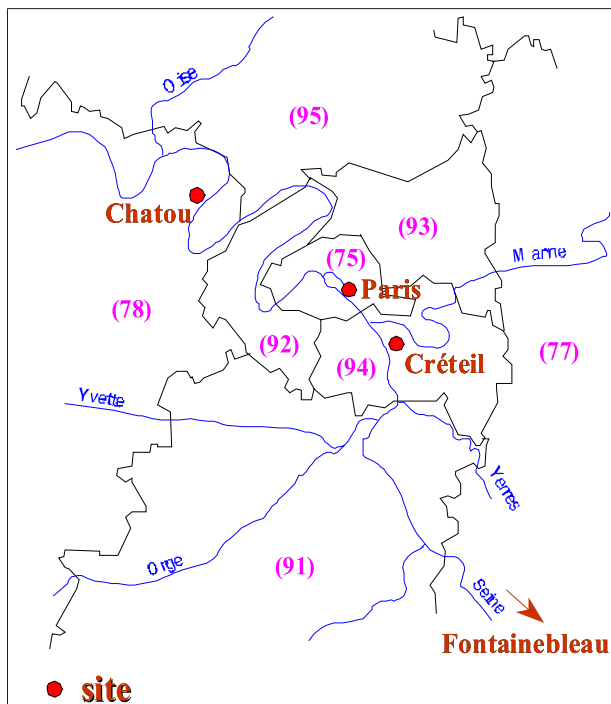 Oise
(95)
Chatou
(93)
Marne
(75)
Paris
(78)
(92)
(94)
Créteil
(77)
Yvette
Yerres
Orge
(91)
Seine
Fontainebleau
site